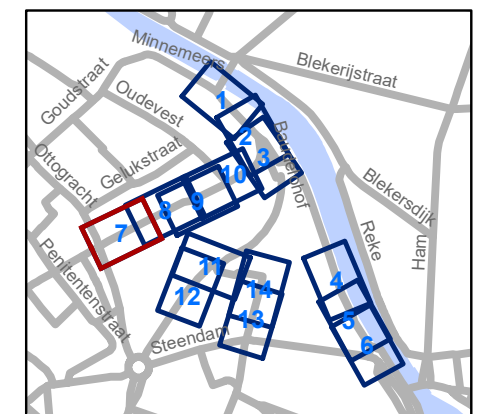 Minnemeers
Blekerijstraat
Goudstraat
Oudevest
1
2
Baudelohof
3
Ottogracht
Gelukstraat
10
Blekersdijk
8
9
7
Reke
Ham
Penitentenstraat
11
4
12
14
13
5
Steendam
6